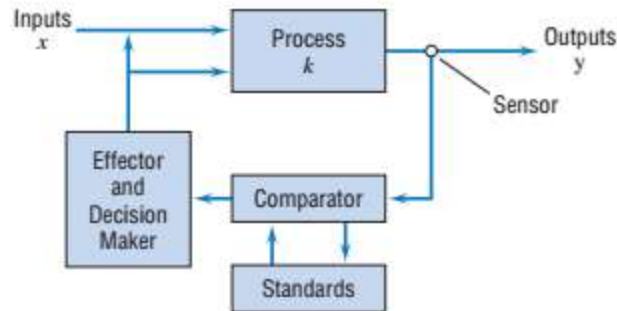 Inputs
x
Process
k
Outputs
y
Sensor
Effector
and
Decision
Maker
Comparator
Standards